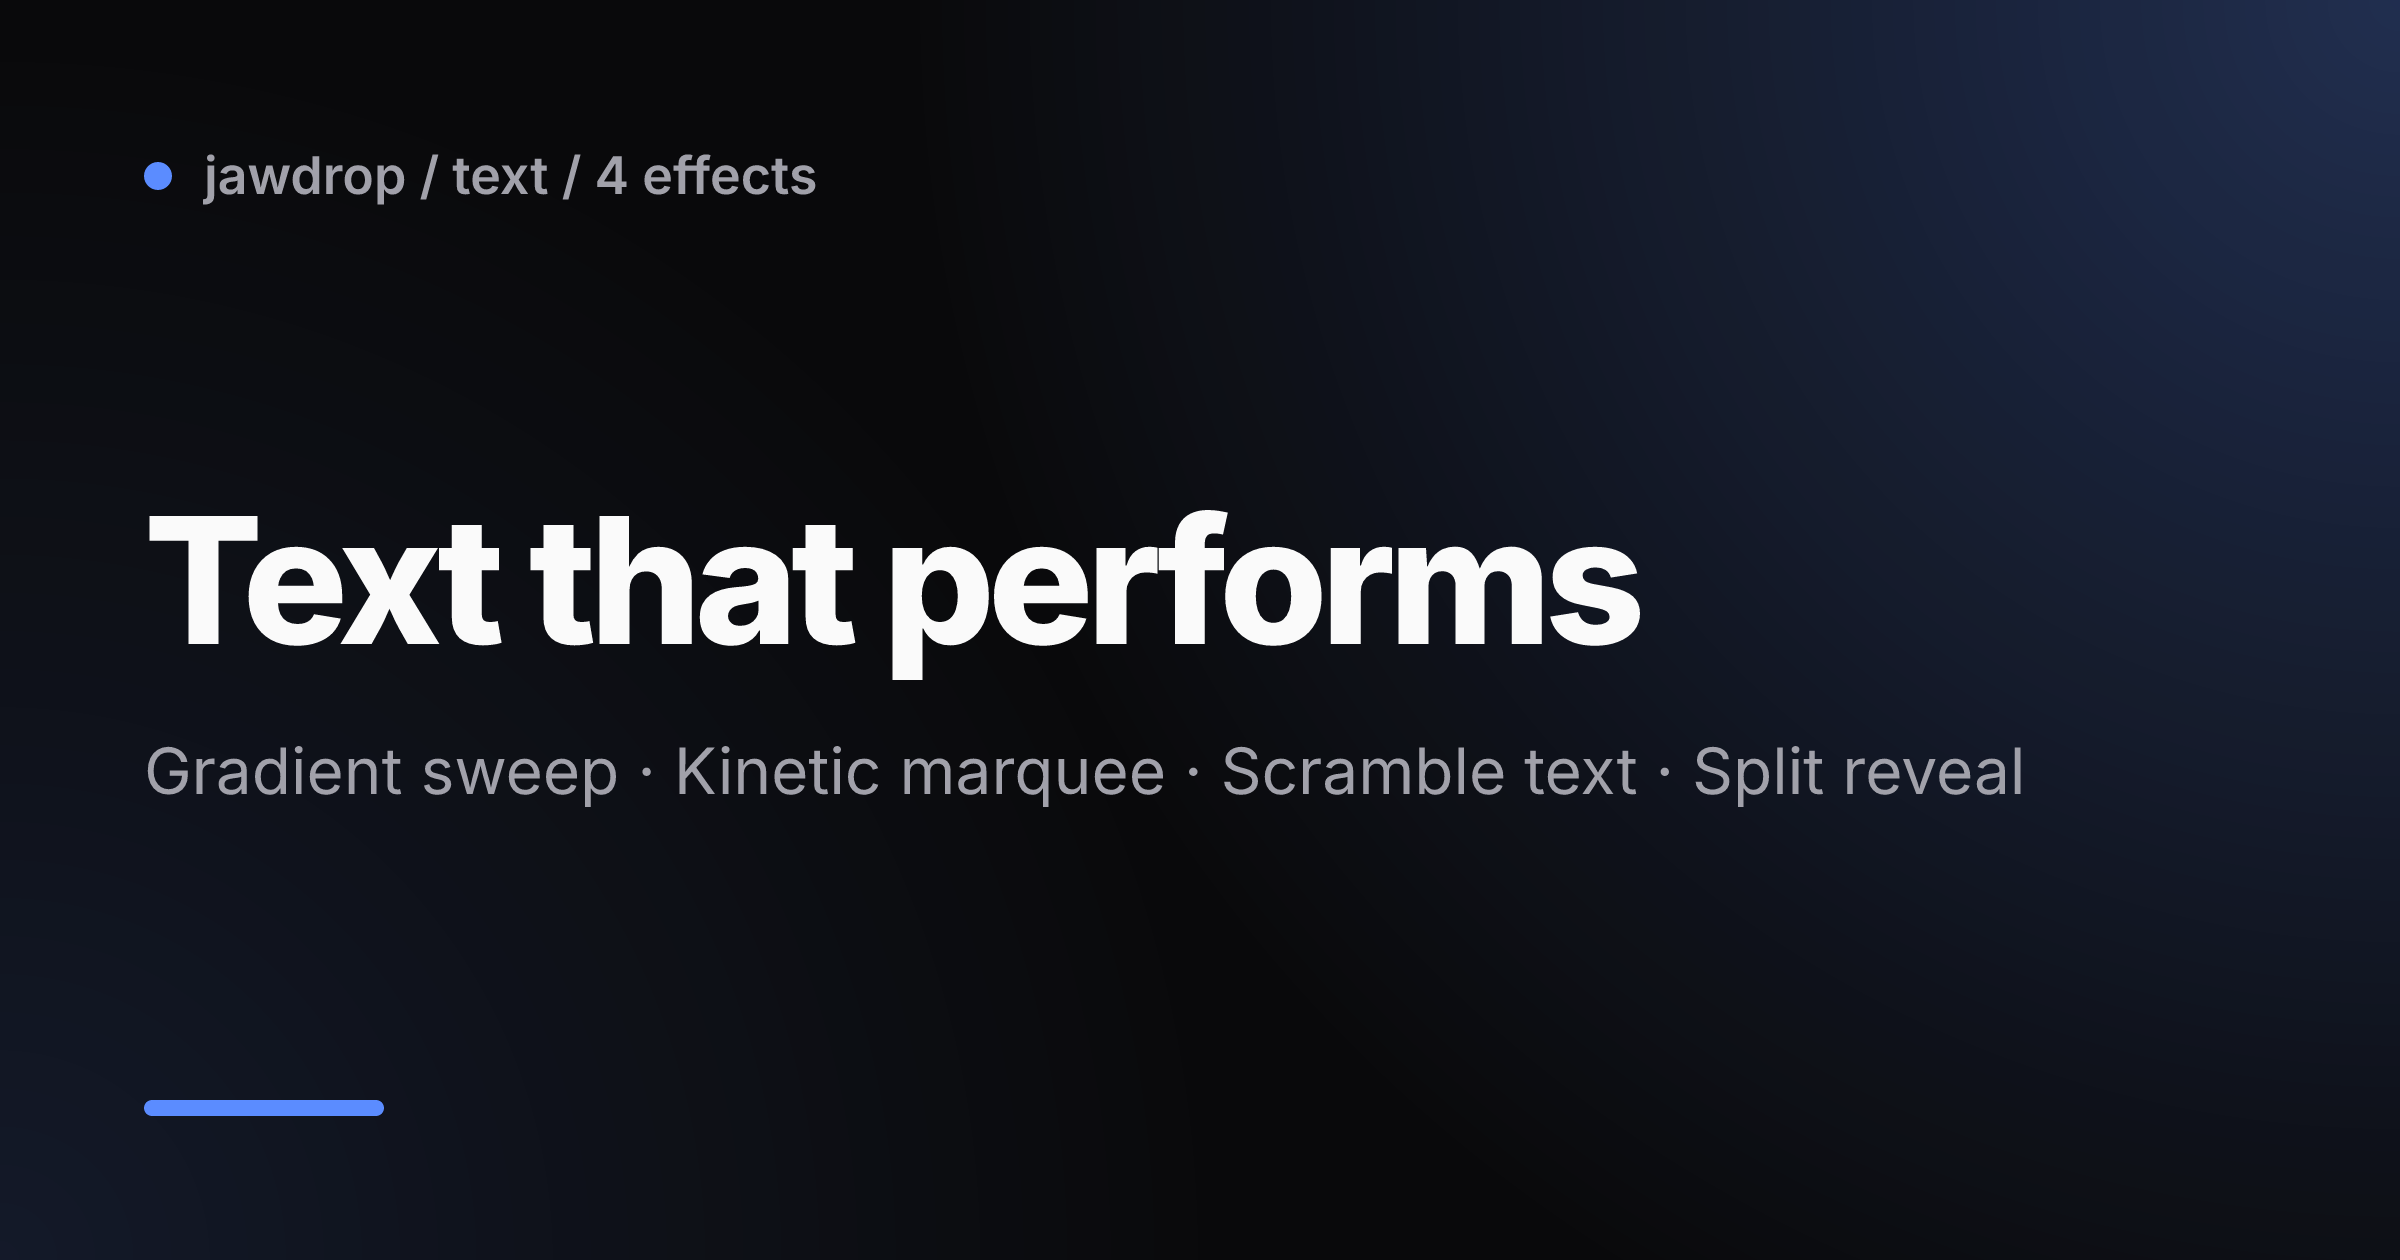 jawdrop / text / 4 effects
Text that performs
Gradient sweep · Kinetic marquee · Scramble text · Split reveal